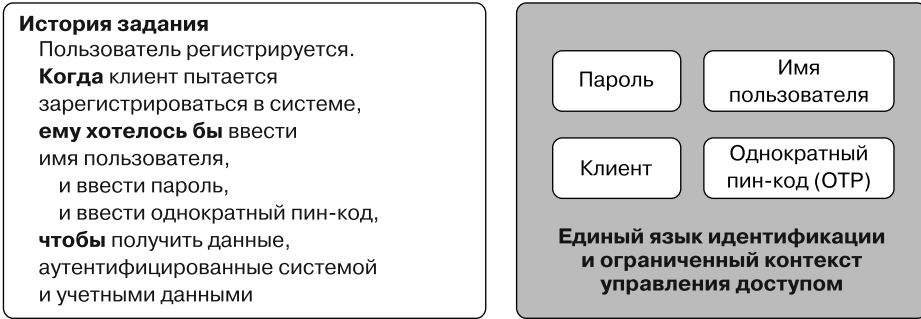 История задания
Пользователь регистрируется.
Когда клиент пытается
зарегистрироваться в системе,
ему хотелось бы ввести
имя пользователя,
и ввести пароль,
и ввести однократный пин-код,
чтобы получить данные,
аутентифицированные системой
и учетными данными
Пароль
Имя
пользователя
Клиент
Однократный
пин-код (OTP)
Единый язык идентификации
и ограниченный контекст
управления доступом